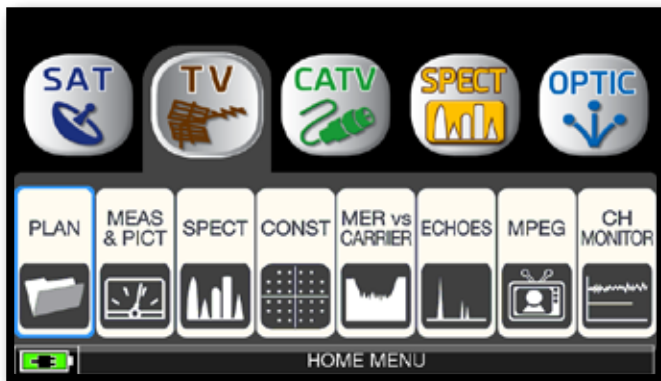 SAT
TV
CATV
SPECT
OPTIC
PLAN
MEAS
& PICT
SPECT
CONST
MER vs
CARRIER
ECHOES
MPEG
CH
MONITOR
HOME MENU